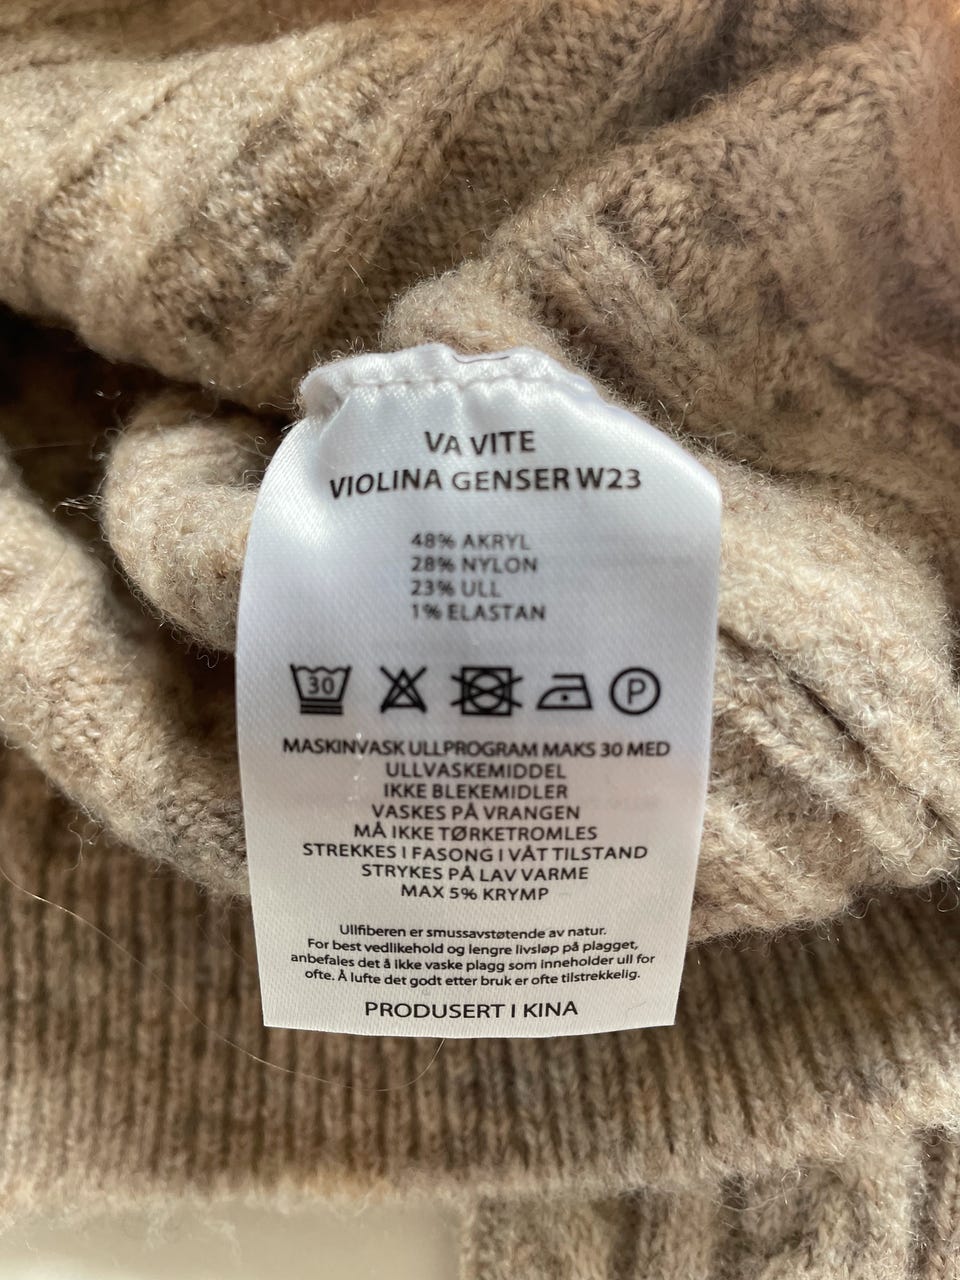 VA VITE
VIOLINA GENSER W23
48% AKRYL
28% NYLON
23% ULL
1% ELASTAN
30 P
MASKINVASK ULLPROGRAM MAKS 30 MED
ULLVASKEMIDDEL
IKKE BLEKEMIDLER
VASKES PÅ VRANGEN
MÅ IKKE TØRKETROMLES
STREKKES I FASONG I VÅT TILSTAND
STRYKES PÅ LAV VARME
MAX 5% KRYMP
Ullfiberen er smussavstøtende av natur.
For best vedlikehold og lengre livsløp på plagget,
anbefales det å ikke vaske plagg som inneholder ull for
ofte. Å lufte det godt etter bruk er ofte tilstrekkelig.
PRODUSERT I KINA